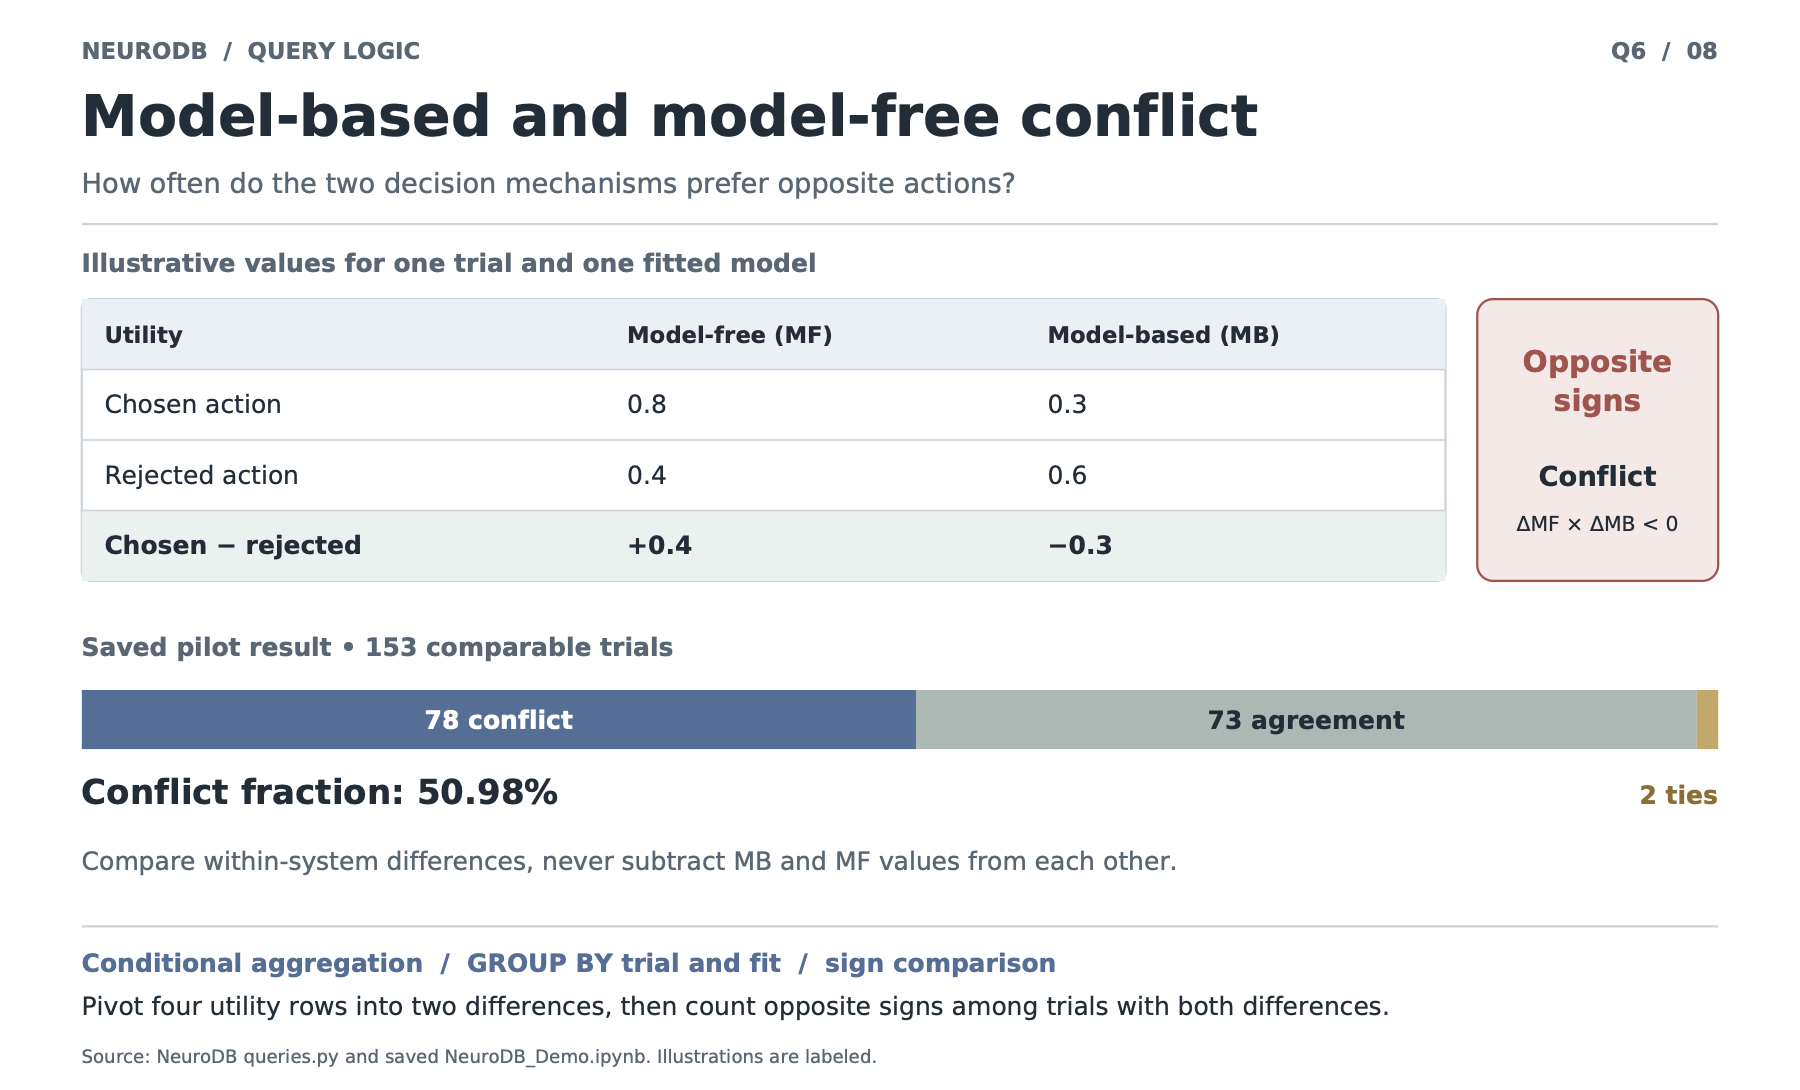 NEURODB / QUERY LOGIC
Q6 / 08
Model-based and model-free conflict
How often do the two decision mechanisms prefer opposite actions?
Illustrative values for one trial and one fitted model
Utility Model-free (MF) Model-based (MB)
Chosen action 0.8 0.3
Rejected action 0.4 0.6
Chosen − rejected +0.4 −0.3
Opposite
signs
Conflict
ΔMF × ΔMB < 0
Saved pilot result • 153 comparable trials
78 conflict
73 agreement
Conflict fraction: 50.98%
2 ties
Compare within-system differences, never subtract MB and MF values from each other.
Conditional aggregation / GROUP BY trial and fit / sign comparison
Pivot four utility rows into two differences, then count opposite signs among trials with both differences.
Source: NeuroDB queries.py and saved NeuroDB_Demo.ipynb. Illustrations are labeled.